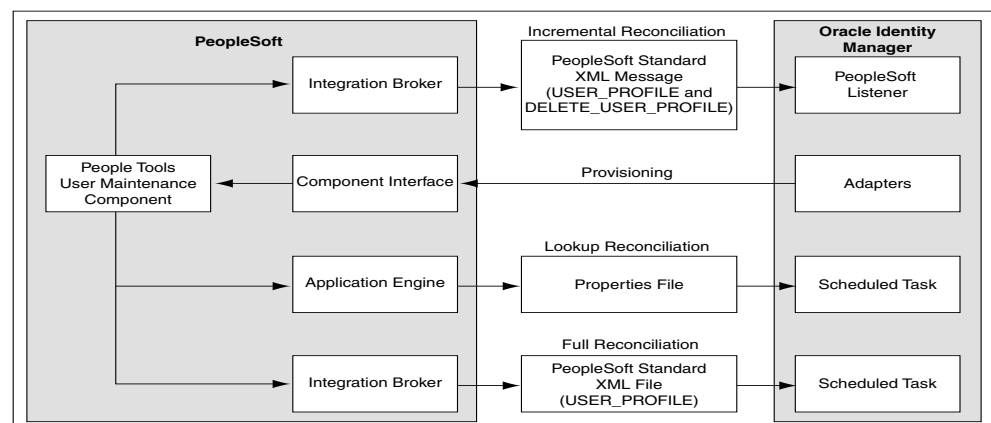 PeopleSoft
Incremental Reconciliation
Oracle Identity
Manager
Integration Broker
PeopleSoft Standard
XML Message
(USER_PROFILE and
DELETE_USER_PROFILE)
PeopleSoft
Listener
People Tools
User Maintenance
Component
Component Interface
Provisioning
Adapters
Lookup Reconciliation
Application Engine
Properties File
Scheduled Task
Full Reconciliation
Integration Broker
PeopleSoft Standard
XML File
(USER_PROFILE)
Scheduled Task